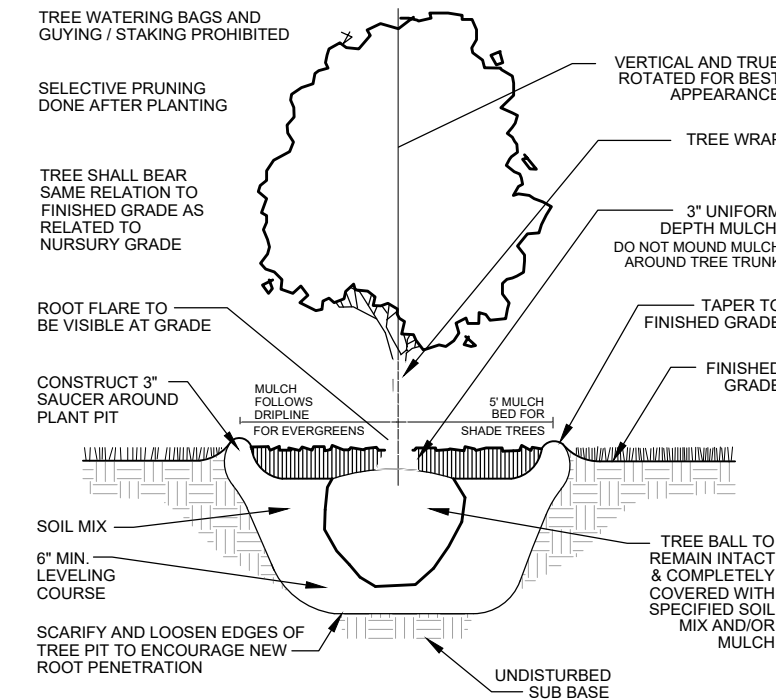 TREE WATERING BAGS AND
GUYING / STAKING PROHIBITED
SELECTIVE PRUNING
DONE AFTER PLANTING
TREE SHALL BEAR
SAME RELATION TO
FINISHED GRADE AS
RELATED TO
NURSURY GRADE
ROOT FLARE TO
BE VISIBLE AT GRADE
CONSTRUCT 3"
SAUCER AROUND
PLANT PIT
SOIL MIX
6" MIN.
LEVELING
COURSE
SCARIFY AND LOOSEN EDGES OF
TREE PIT TO ENCOURAGE NEW
ROOT PENETRATION
MULCH
FOLLOWS
DRIPLINE
FOR EVERGREENS
5' MULCH
BED FOR
SHADE TREES
VERTICAL AND TRUE
ROTATED FOR BEST
APPEARANCE
TREE WRAP
3" UNIFORM
DEPTH MULCH
DO NOT MOUND MULCH
AROUND TREE TRUNK
TAPER TO
FINISHED GRADE
FINISHED
GRADE
TREE BALL TO
REMAIN INTACT
& COMPLETELY
COVERED WITH
SPECIFIED SOIL
MIX AND/OR
MULCH
UNDISTURBED
SUB BASE